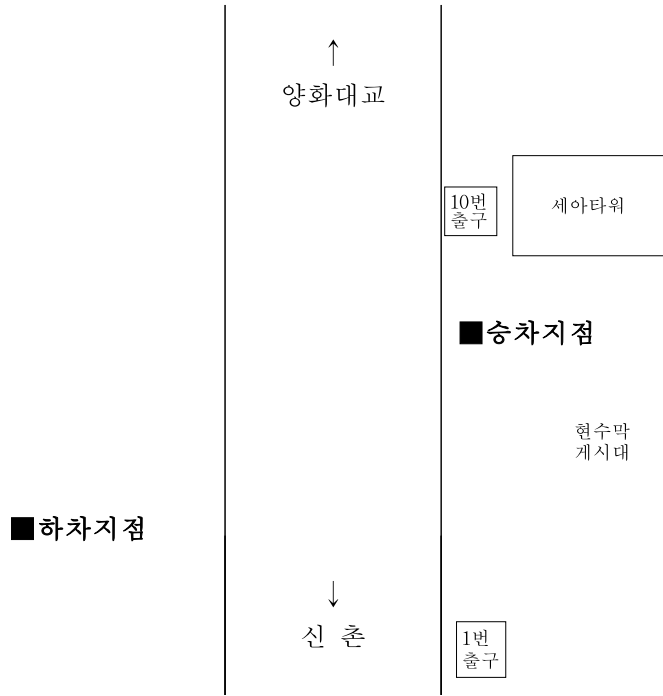 ↑
양화대교
10번
출구
세아타워
■승차지점
현수막
게시대
■하차지점
↓
신 촌
1번
출구